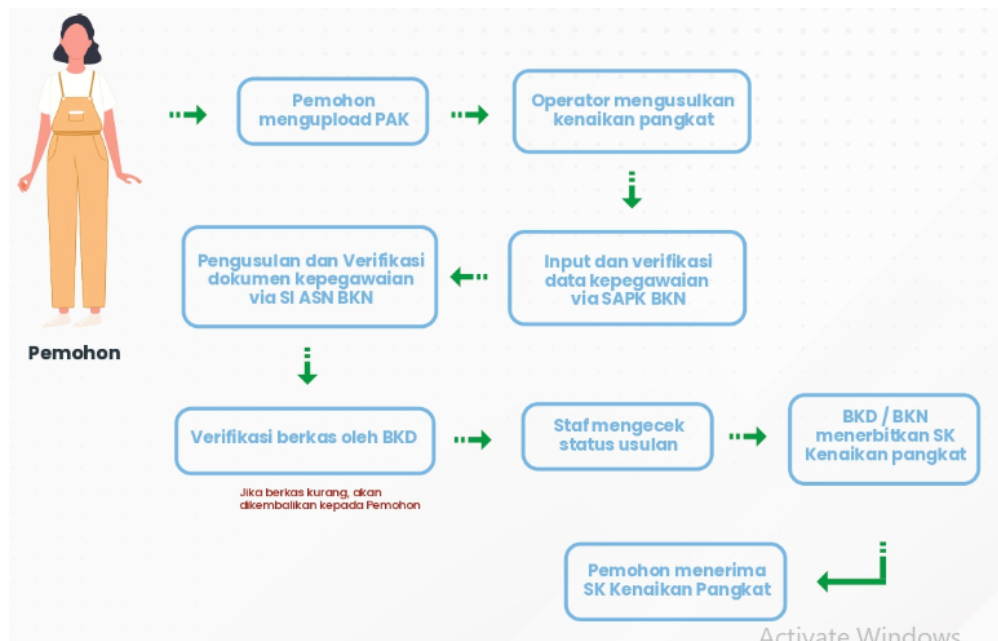 Pemohon
mengupload PAK
Operator mengusulkan
kenaikan pangkat
Input dan verifikasi
data kepegawaian
via SAPK BKN
Pengusulan dan Verifikasi
dokumen kepegawaian
via SI ASN BKN
Pemohon
Verifikasi berkas oleh BKD
Jika berkas kurang, akan
dikembalikan kepada Pemohon
Staf mengecek
status usulan
BKD / BKN
menerbitkan SK
Kenaikan pangkat
Pemohon menerima
SK Kenaikan Pangkat
Activate Windows